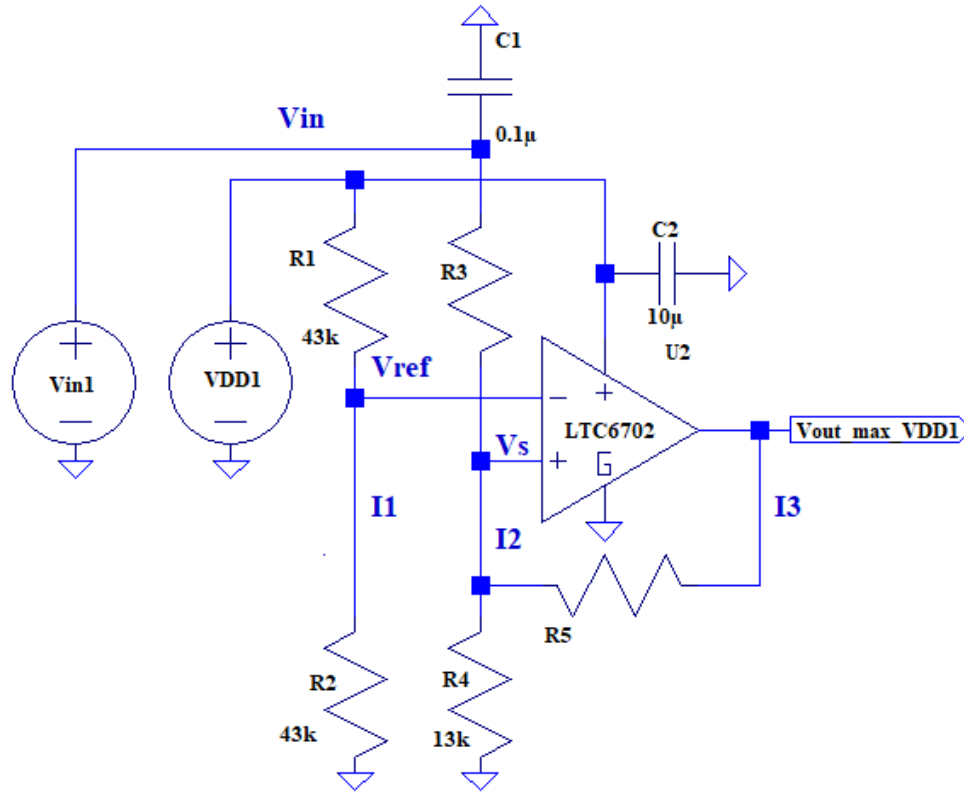 C1
Vin
0.1µ
R1
R3
C2
43k
10µ
U2
Vin1
VDD1
Vref
+
−
LTC6702
Vout_max_VDD1
Vs
+
G
I1
I2
I3
R5
R2
R4
43k
13k